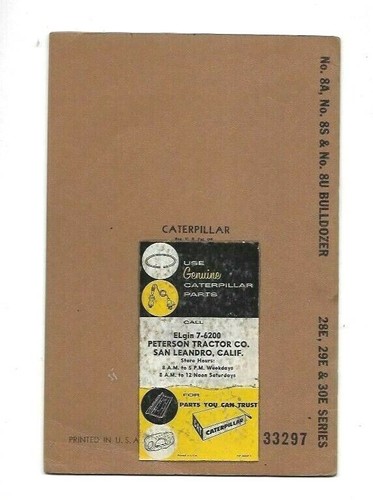 No. 8A, No. 8S & No. 8U BULLDOZER
28E, 29E & 30E SERIES
CATERPILLAR
USE
Genuine
CATERPILLAR
PARTS
CALL
ELgin 7-6200
PETERSON TRACTOR CO.
SAN LEANDRO, CALIF.
Store Hours:
8 A.M. to 5 P.M. Weekdays
8 A.M. to 12 Noon Saturdays
FOR
PARTS YOU CAN TRUST
CATERPILLAR
PRINTED IN U.S.A.
33297